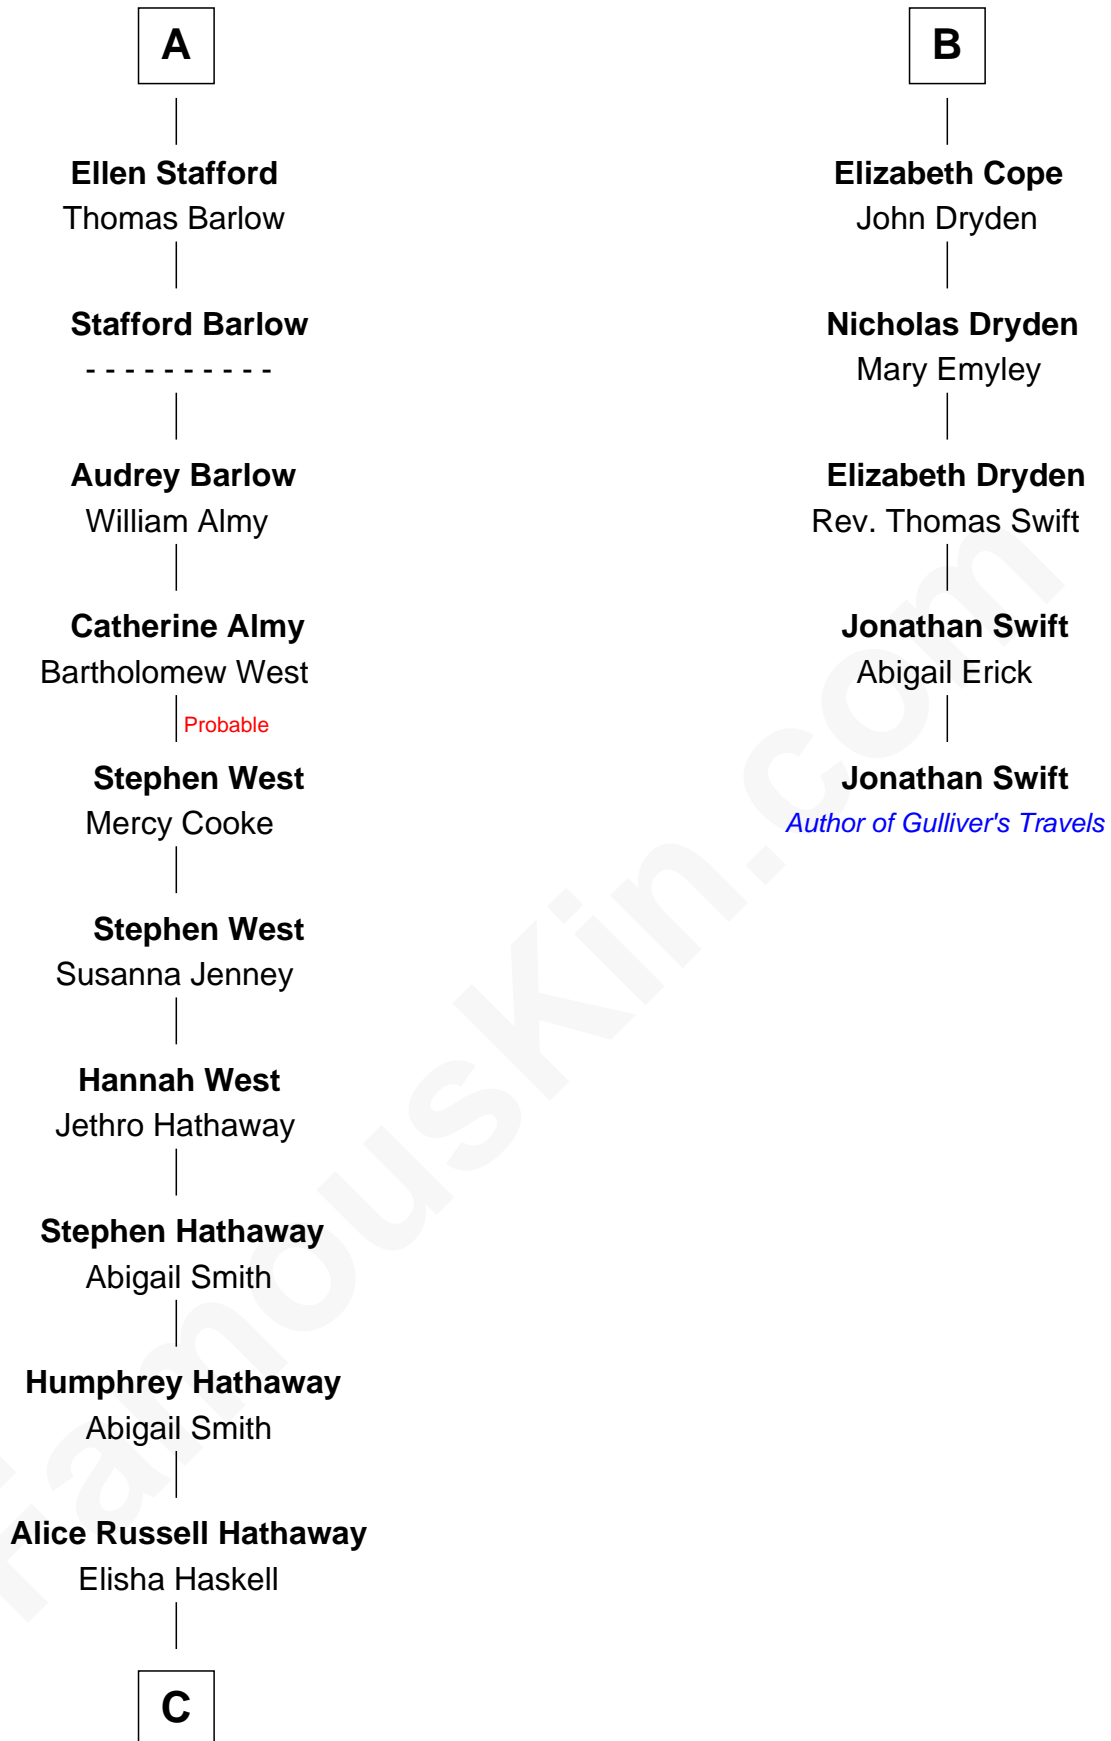 A
Ellen Stafford
Thomas Barlow
Stafford Barlow
- - - - - - - - - -
Audrey Barlow
William Almy
Catherine Almy
Bartholomew West
Probable
Stephen West
Mercy Cooke
Stephen West
Susanna Jenney
Hannah West
Jethro Hathaway
Stephen Hathaway
Abigail Smith
Humphrey Hathaway
Abigail Smith
Alice Russell Hathaway
Elisha Haskell
C
B
Elizabeth Cope
John Dryden
Nicholas Dryden
Mary Emyley
Elizabeth Dryden
Rev. Thomas Swift
Jonathan Swift
Abigail Erick
Jonathan Swift
Author of Gulliver's Travels
FamousKin.com